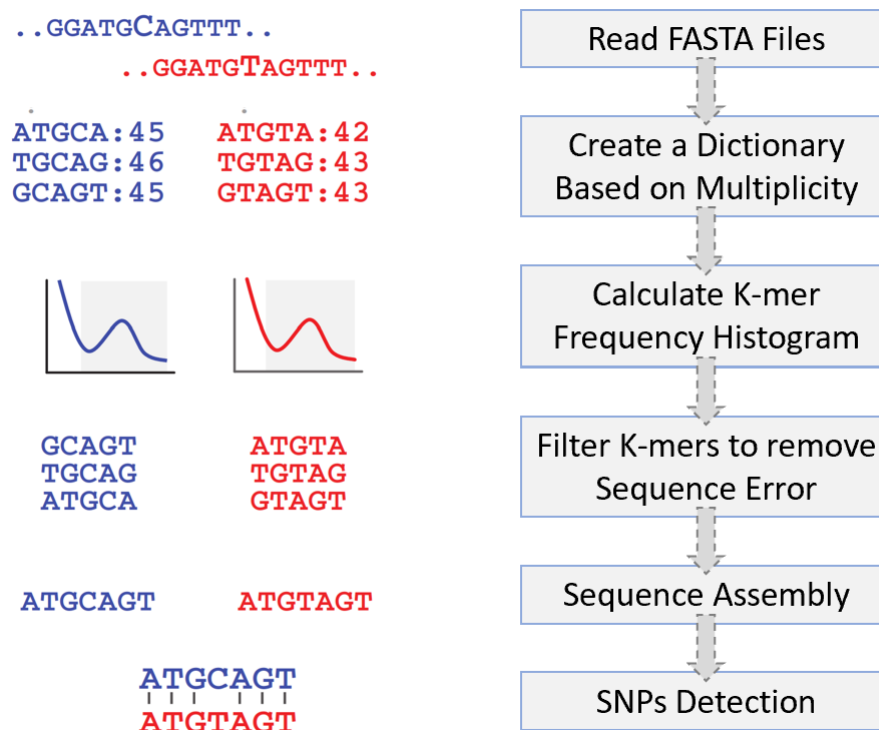 ..GGATGCAGTTT..
..GGATGTAGTTT..
Read FASTA Files
ATGCA:45 ATGTA:42
TGCAG:46 TGTAG:43
GCAGT:45 GTAGT:43
Create a Dictionary
Based on Multiplicity
Calculate K-mer
Frequency Histogram
GCAGT ATGTA
TGCAG TGTAG
ATGCA GTAGT
Filter K-mers to remove
Sequence Error
ATGCAGT ATGTAGT
Sequence Assembly
ATGCAGT
ATGTAGT
SNPs Detection